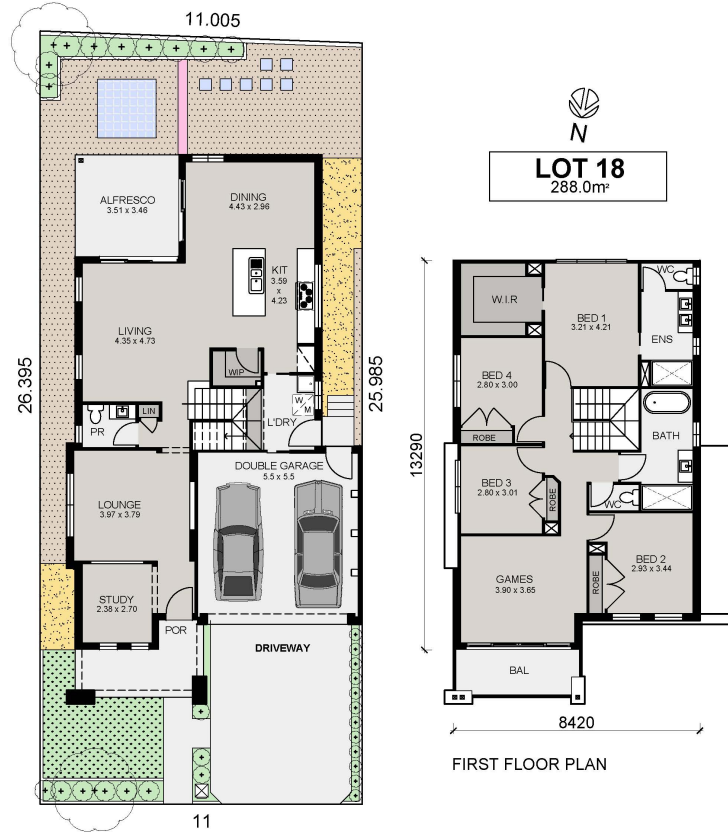 11.005
ALFRESCO
3.51 x 3.46
DINING
4.43 x 2.96
KIT
3.59
x
4.23
LIVING
4.35 x 4.73
WIP
LIN
PR
W
M
L'DRY
26.395
25.985
DOUBLE GARAGE
5.5 x 5.5
LOUNGE
3.97 x 3.79
STUDY
2.38 x 2.70
POR
DRIVEWAY
11
N
LOT 18
288.0m²
W.I.R
BED 1
3.21 x 4.21
WC
ENS
BED 4
2.80 x 3.00
ROBE
BATH
BED 3
2.80 x 3.01
ROBE
WC
BED 2
2.93 x 3.44
ROBE
GAMES
3.90 x 3.65
BAL
13290
8420
FIRST FLOOR PLAN